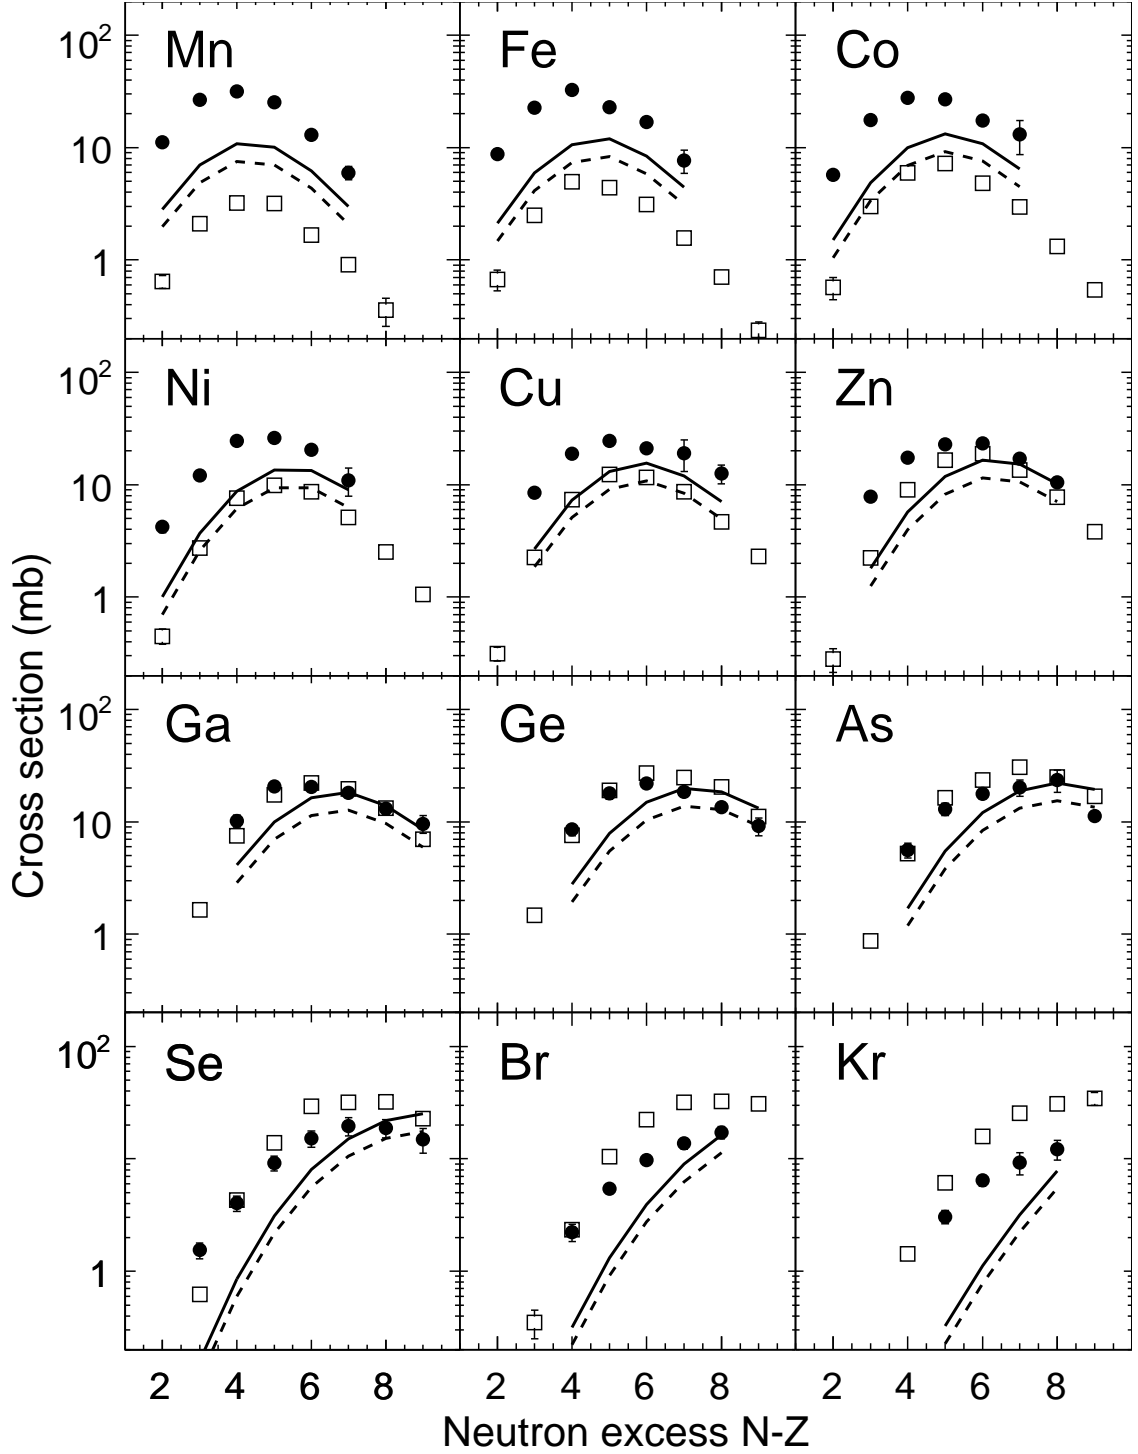 Mn Fe Co
10² 10 1
Ni Cu Zn
10² 10 1
Ga Ge As
10² 10 1
Se Br Kr
10² 10 1
2 4 6 8 2 4 6 8 2 4 6 8
Neutron excess N-Z
Cross section (mb)